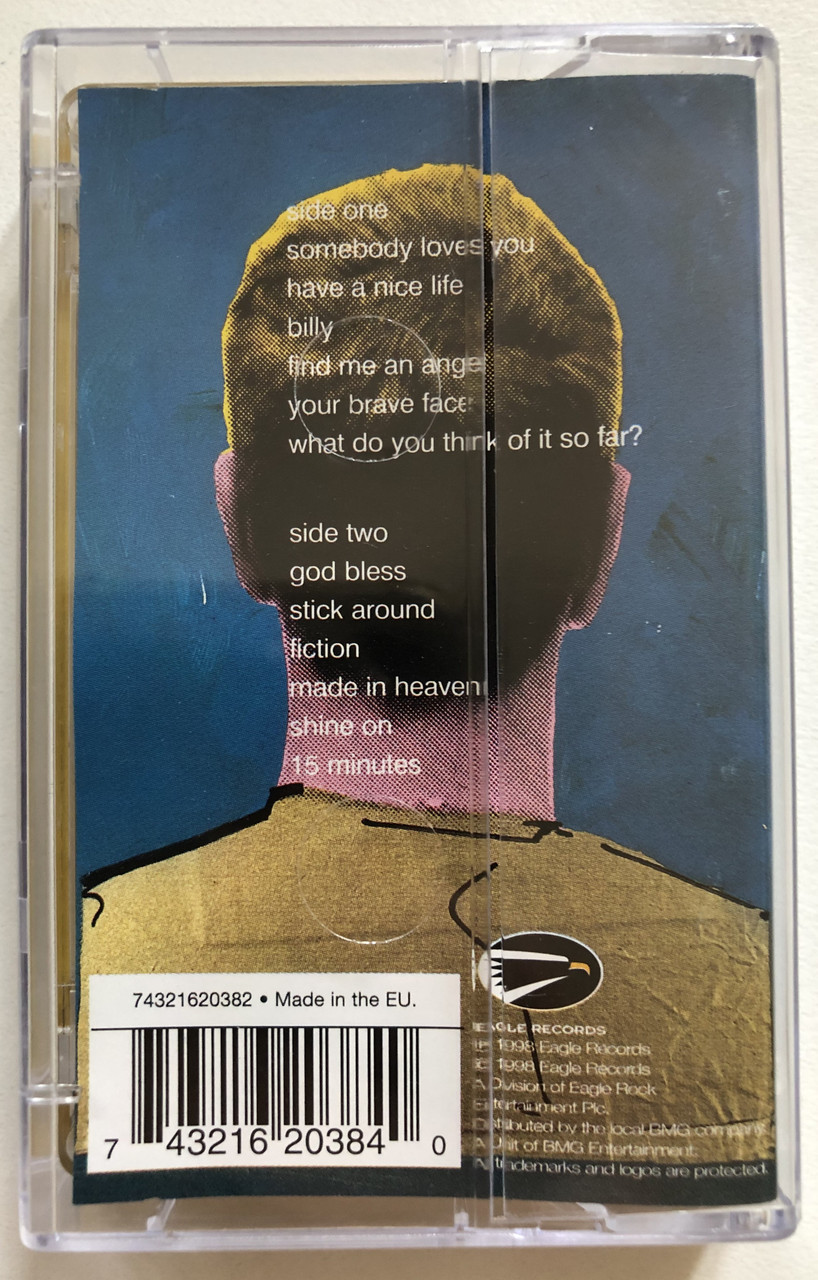 side one
somebody loves you
have a nice life
billy
find me an angel
your brave face
what do you think of it so far?
side two
god bless
stick around
fiction
made in heaven
shine on
15 minutes
74321620382 • Made in the EU.
7 43216 20384 0
EAGLE RECORDS
℗ 1998 Eagle Records
© 1998 Eagle Records
A Division of Eagle Rock
Entertainment Plc.
Distributed by the local BMG company.
A Unit of BMG Entertainment.
All trademarks and logos are protected.